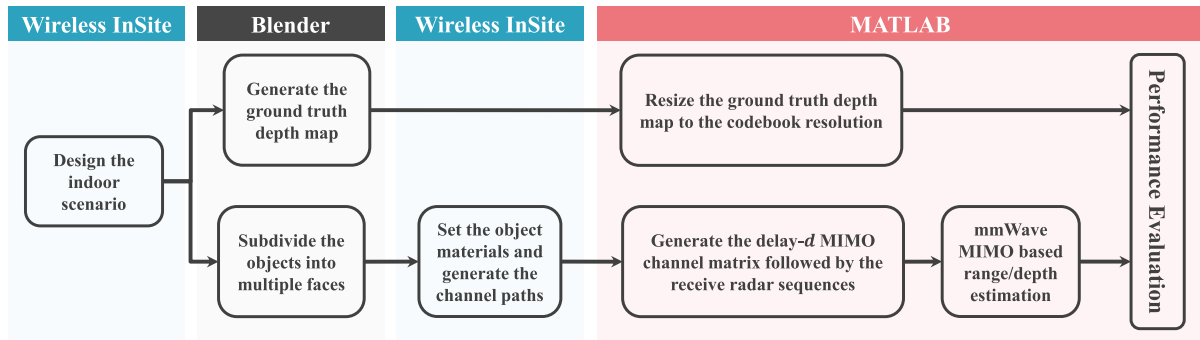 Wireless InSite
Blender
Wireless InSite
MATLAB
Design the
indoor
scenario
Generate the
ground truth
depth map
Resize the ground truth depth
map to the codebook resolution
Subdivide the
objects into
multiple faces
Set the object
materials and
generate the
channel paths
Generate the delay-d MIMO
channel matrix followed by the
receive radar sequences
mmWave
MIMO based
range/depth
estimation
Performance Evaluation